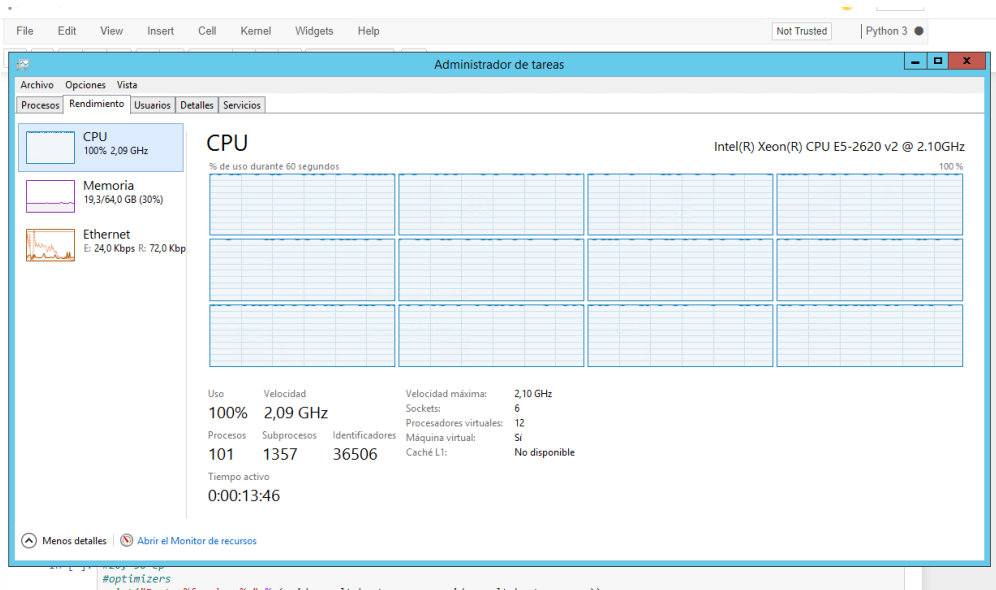 File Edit View Insert Cell Kernel Widgets Help Not Trusted Python 3
Administrador de tareas
Archivo Opciones Vista
Procesos Rendimiento Usuarios Detalles Servicios
CPU
100% 2,09 GHz
Memoria
19,3/64,0 GB (30%)
Ethernet
E: 24,0 Kbps R: 72,0 Kbp
CPU
Intel(R) Xeon(R) CPU E5-2620 v2 @ 2.10GHz
% de uso durante 60 segundos 100 %
Uso Velocidad
100% 2,09 GHz
Procesos Subprocesos Identificadores
101 1357 36506
Tiempo activo
0:00:13:46
Velocidad máxima: 2,10 GHz
Sockets: 6
Procesadores virtuales: 12
Máquina virtual: Sí
Caché L1: No disponible
Menos detalles Abrir el Monitor de recursos
#optimizers